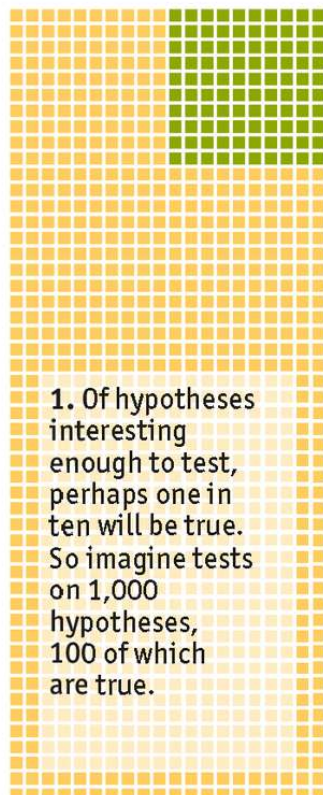 1. Of hypotheses
interesting
enough to test,
perhaps one in
ten will be true.
So imagine tests
on 1,000
hypotheses,
100 of which
are true.